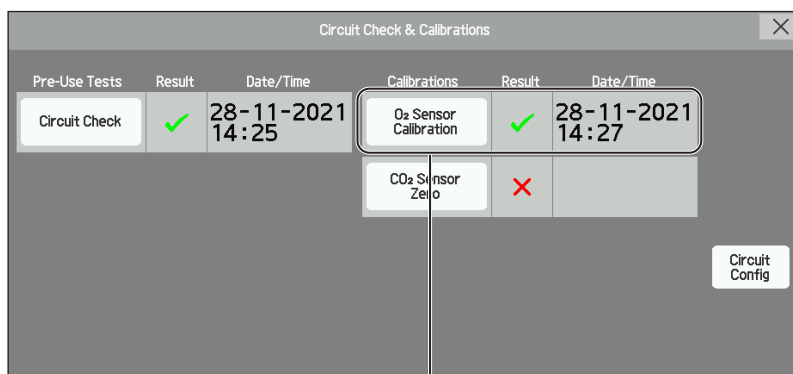 Circuit Check & Calibrations
Pre-Use Tests Result Date/Time Calibrations Result Date/Time
Circuit Check
28-11-2021
14:25
O₂ Sensor
Calibration
28-11-2021
14:27
CO₂ Sensor
Zero
Circuit
Config